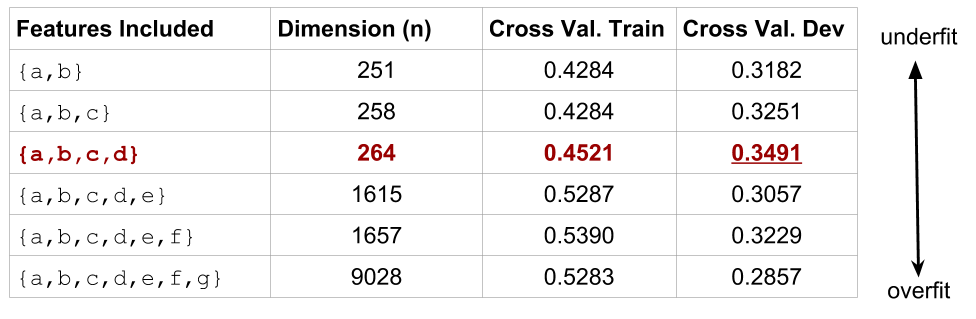 Features Included Dimension (n) Cross Val. Train Cross Val. Dev
underfit
{a,b} 251 0.4284 0.3182
{a,b,c} 258 0.4284 0.3251
{a,b,c,d} 264 0.4521 0.3491
{a,b,c,d,e} 1615 0.5287 0.3057
{a,b,c,d,e,f} 1657 0.5390 0.3229
{a,b,c,d,e,f,g} 9028 0.5283 0.2857
overfit